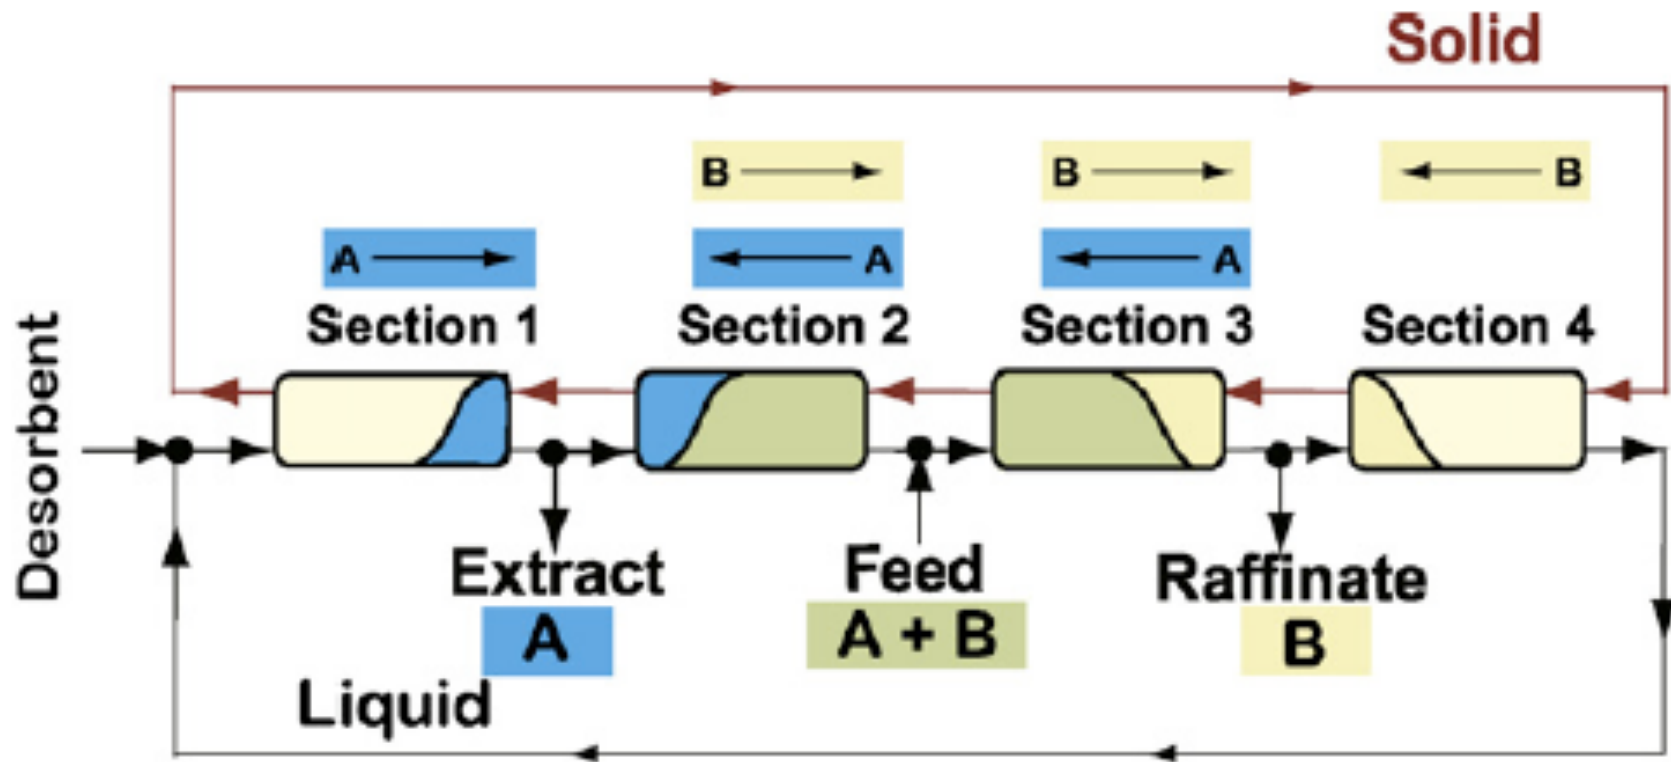 Solid
B
B
B
A
A
A
Section 1
Section 2
Section 3
Section 4
Desorbent
Extract
Feed
Raffinate
A
A + B
B
Liquid